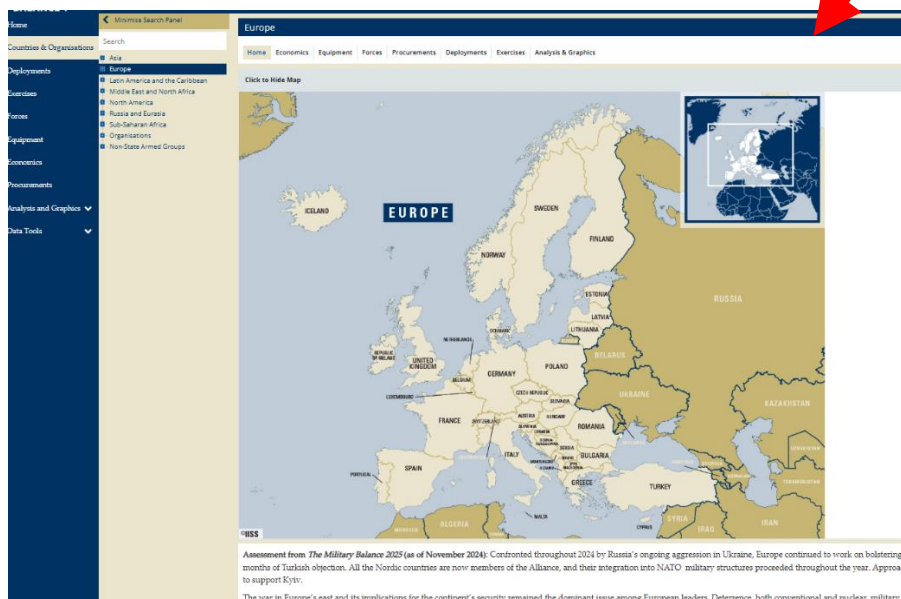 Home
Countries & Organisations
Deployments
Exercises
Forces
Equipment
Economics
Procurements
Analysis and Graphics
Data Tools
Minimise Search Panel
Search
Asia
Europe
Latin America and the Caribbean
Middle East and North Africa
North America
Russia and Eurasia
Sub-Saharan Africa
Organisations
Non-State Armed Groups
Europe
Home Economics Equipment Forces Procurements Deployments Exercises Analysis & Graphics
Click to Hide Map
EUROPE
ICELAND
SWEDEN
FINLAND
NORWAY
RUSSIA
ESTONIA
LATVIA
LITHUANIA
DENMARK
NETHERLANDS
REPUBLIC OF IRELAND
UNITED KINGDOM
BELARUS
POLAND
GERMANY
BELGIUM
LUXEMBOURG
CZECH REPUBLIC
SLOVAKIA
UKRAINE
KAZAKHSTAN
FRANCE
SWITZERLAND
AUSTRIA
HUNGARY
SLOVENIA
CROATIA
ROMANIA
SERBIA
ITALY
BULGARIA
PORTUGAL
SPAIN
GREECE
TURKEY
MALTA
CYPRUS
SYRIA
IRAQ
IRAN
ALGERIA
©IISS
Assessment from The Military Balance 2025 (as of November 2024): Confronted throughout 2024 by Russia's ongoing aggression in Ukraine, Europe continued to work on bolstering
months of Turkish objection. All the Nordic countries are now members of the Alliance, and their integration into NATO military structures proceeded throughout the year. Approa
to support Kyiv.
The war in Europe's east and its implications for the continent's security remained the dominant issue among European leaders. Deterrence, both conventional and nuclear, military